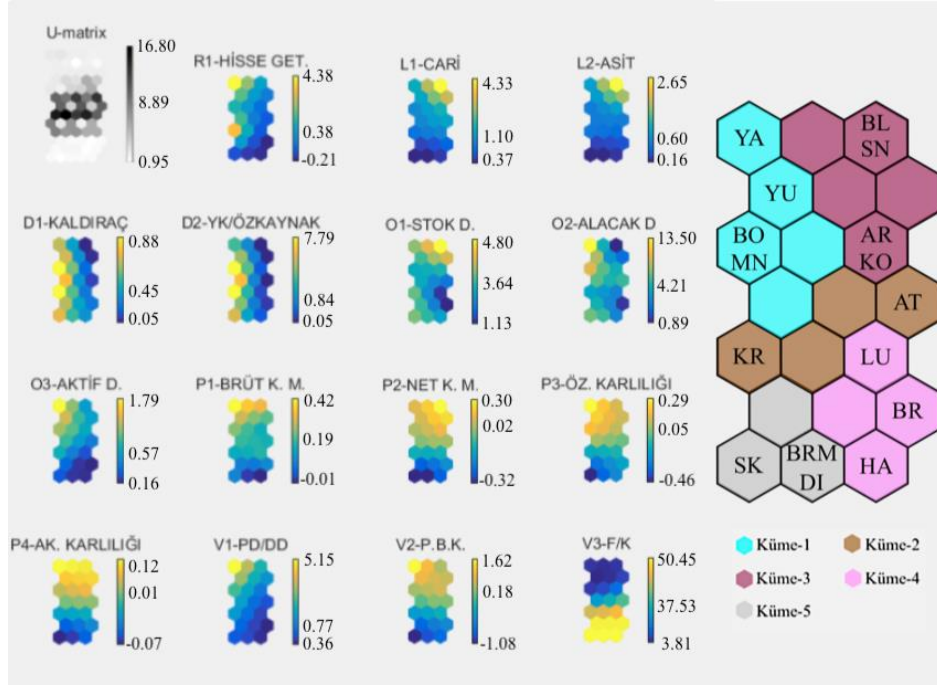 U-matrix
16.80
8.89
0.95
R1-HİSSE GET.
4.38
0.38
-0.21
L1-CARİ
4.33
1.10
0.37
L2-ASİT
2.65
0.60
0.16
D1-KALDIRAÇ
0.88
0.45
0.05
D2-YK/ÖZKAYNAK
7.79
0.84
0.05
O1-STOK D.
4.80
3.64
1.13
O2-ALACAK D
13.50
4.21
0.89
O3-AKTİF D.
1.79
0.57
0.16
P1-BRÜT K. M.
0.42
0.19
-0.01
P2-NET K. M.
0.30
0.02
-0.32
P3-ÖZ. KARLILIĞI
0.29
0.05
-0.46
P4-AK. KARLILIĞI
0.12
0.01
-0.07
V1-PD/DD
5.15
0.77
0.36
V2-P.B.K.
1.62
0.18
-1.08
V3-F/K
50.45
37.53
3.81
YA
BL
SN
YU
BO
MN
AR
KO
AT
KR
LU
BR
SK
BRM
DI
HA
Küme-1
Küme-2
Küme-3
Küme-4
Küme-5